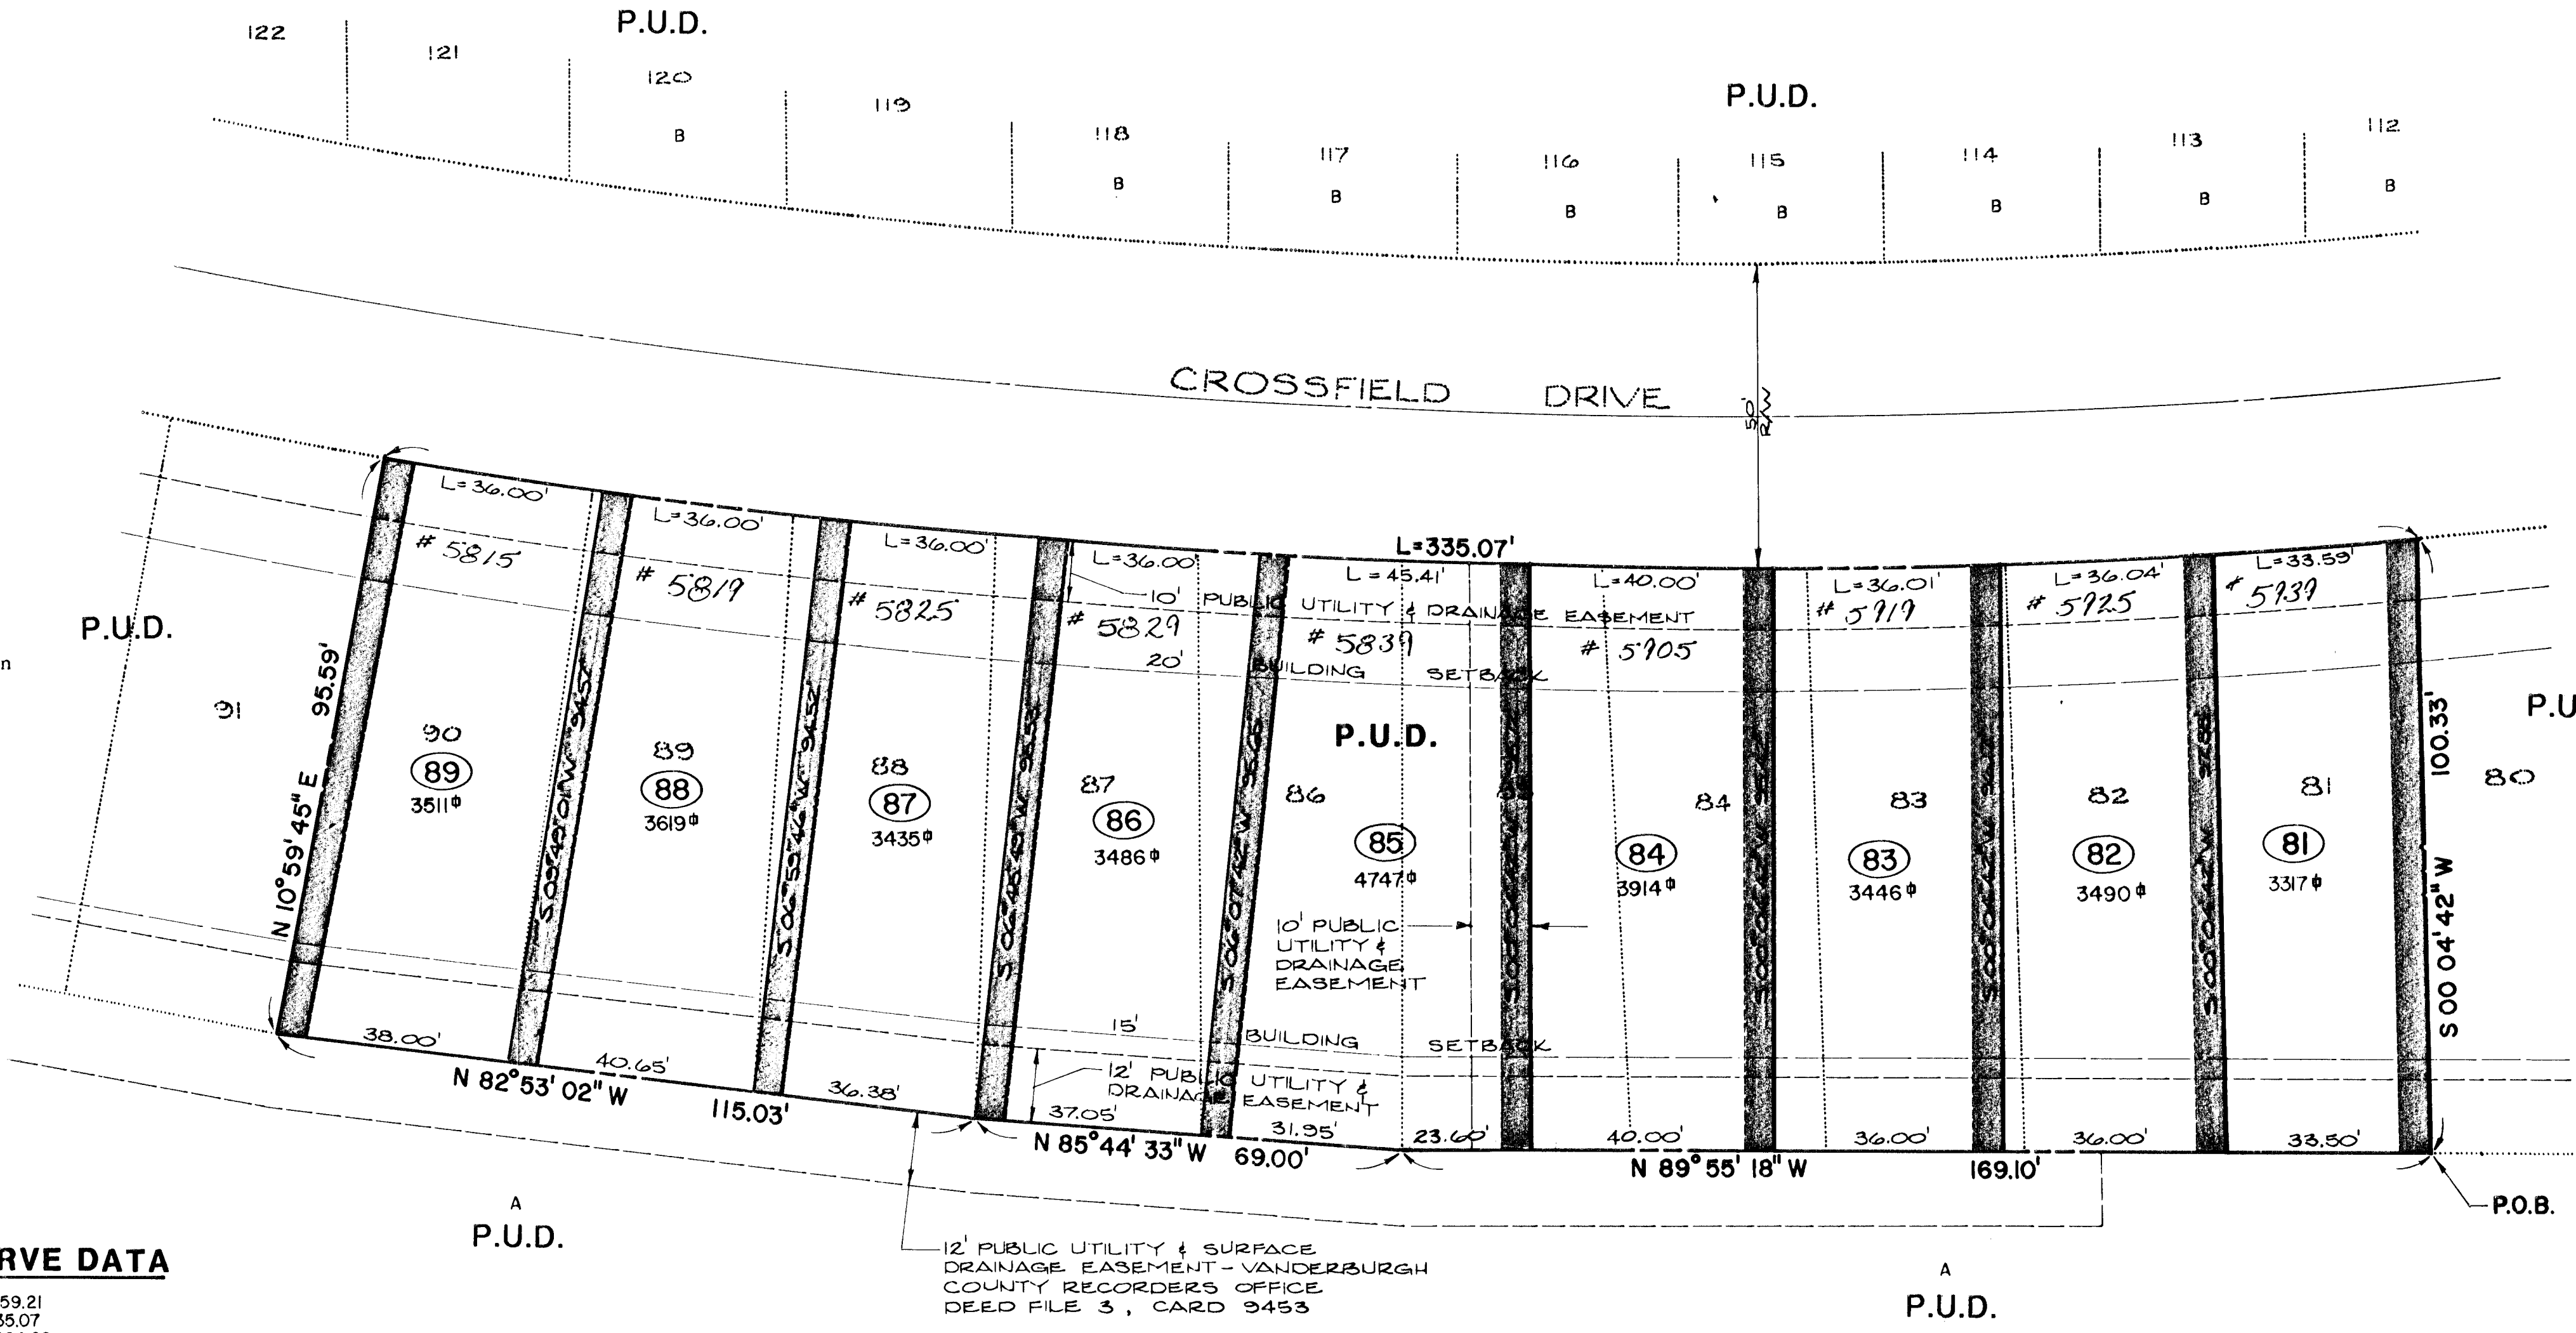 122
121
P.U.D.
120
B
119
118
B
117
B
P.U.D.
116
B
115
B
114
B
113
B
112
B
CROSSFIELD DRIVE
50'
R/W
L=335.07'
L=36.00'
L=36.00'
L=36.00'
L=36.00'
L=45.41'
L=40.00'
L=36.01'
L=36.04'
L=33.59'
# 5815
# 5819
# 5825
# 5829
# 5839
# 5905
# 5919
# 5925
# 5939
10' PUBLIC UTILITY & DRAINAGE EASEMENT
20' BUILDING SETBACK
P.U.D.
n
91
N 10°59'45" E 95.59'
90
89
3511
89
88
3619
88
87
3435
87
86
3486
86
P.U.D.
85
4747
84
84
3914
83
83
3446
82
82
3490
81
81
3317
80
P.U
100.33'
S 00 04' 42" W
10' PUBLIC
UTILITY &
DRAINAGE
EASEMENT
15' BUILDING SETBACK
12' PUBLIC UTILITY &
DRAINAGE EASEMENT
38.00'
40.65'
36.38'
37.05'
31.95'
23.60'
40.00'
36.00'
36.00'
33.50'
N 82°53' 02" W 115.03'
N 85°44' 33" W 69.00'
N 89°55' 18" W 169.10'
P.O.B.
A
P.U.D.
12' PUBLIC UTILITY & SURFACE
DRAINAGE EASEMENT - VANDERBURGH
COUNTY RECORDERS OFFICE
DEED FILE 3, CARD 9453
A
P.U.D.
RVE DATA
59.21
35.07